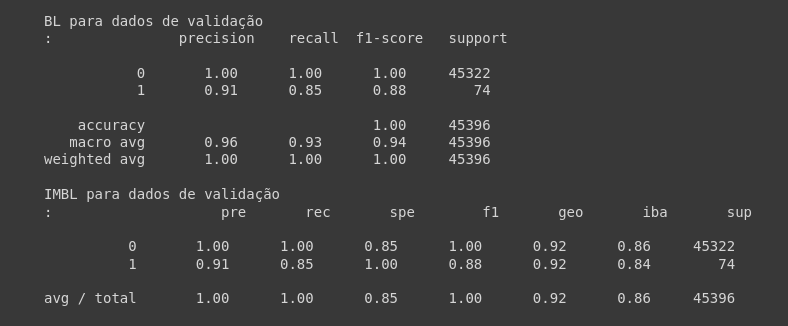 BL para dados de validação
: precision recall f1-score support
0 1.00 1.00 1.00 45322
1 0.91 0.85 0.88 74
accuracy 1.00 45396
macro avg 0.96 0.93 0.94 45396
weighted avg 1.00 1.00 1.00 45396
IMBL para dados de validação
: pre rec spe f1 geo iba sup
0 1.00 1.00 0.85 1.00 0.92 0.86 45322
1 0.91 0.85 1.00 0.88 0.92 0.84 74
avg / total 1.00 1.00 0.85 1.00 0.92 0.86 45396